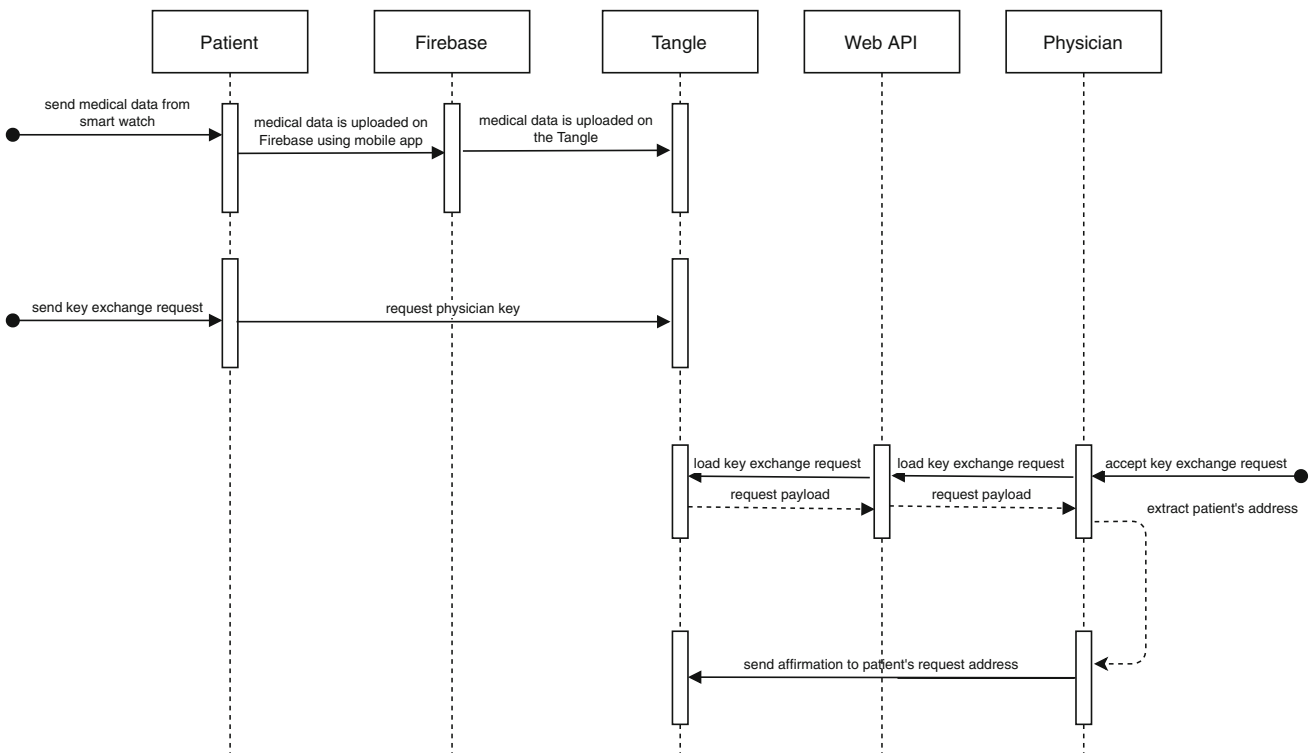 Patient
Firebase
Tangle
Web API
Physician
send medical data from
smart watch
medical data is uploaded on
Firebase using mobile app
medical data is uploaded on
the Tangle
send key exchange request
request physician key
load key exchange request
load key exchange request
accept key exchange request
request payload
request payload
extract patient's address
send affirmation to patient's request address